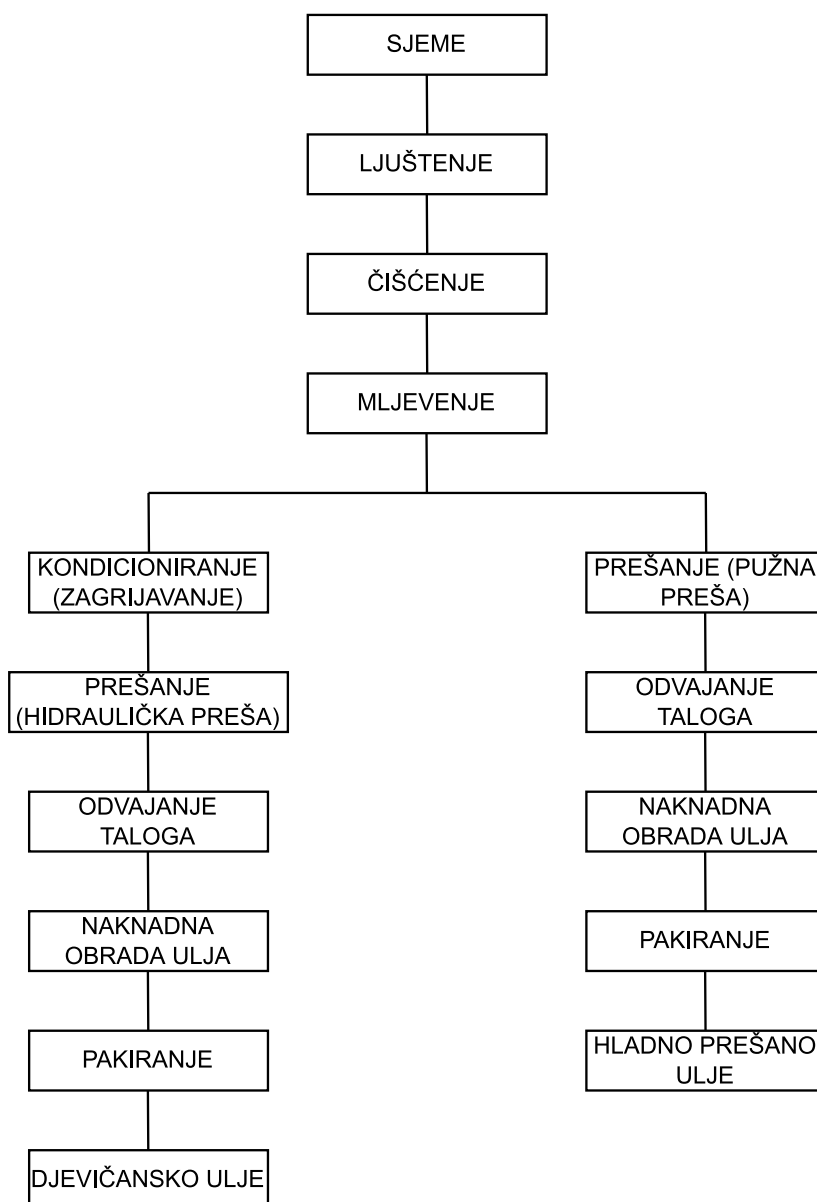 SJEME
LJUŠTENJE
ČIŠĆENJE
MLJEVENJE
KONDICIONIRANJE
(ZAGRIJAVANJE)
PREŠANJE
(HIDRAULIČKA PREŠA)
ODVAJANJE
TALOGA
NAKNADNA
OBRADA ULJA
PAKIRANJE
DJEVIČANSKO ULJE
PREŠANJE (PUŽNA
PREŠA)
ODVAJANJE
TALOGA
NAKNADNA
OBRADA ULJA
PAKIRANJE
HLADNO PREŠANO
ULJE